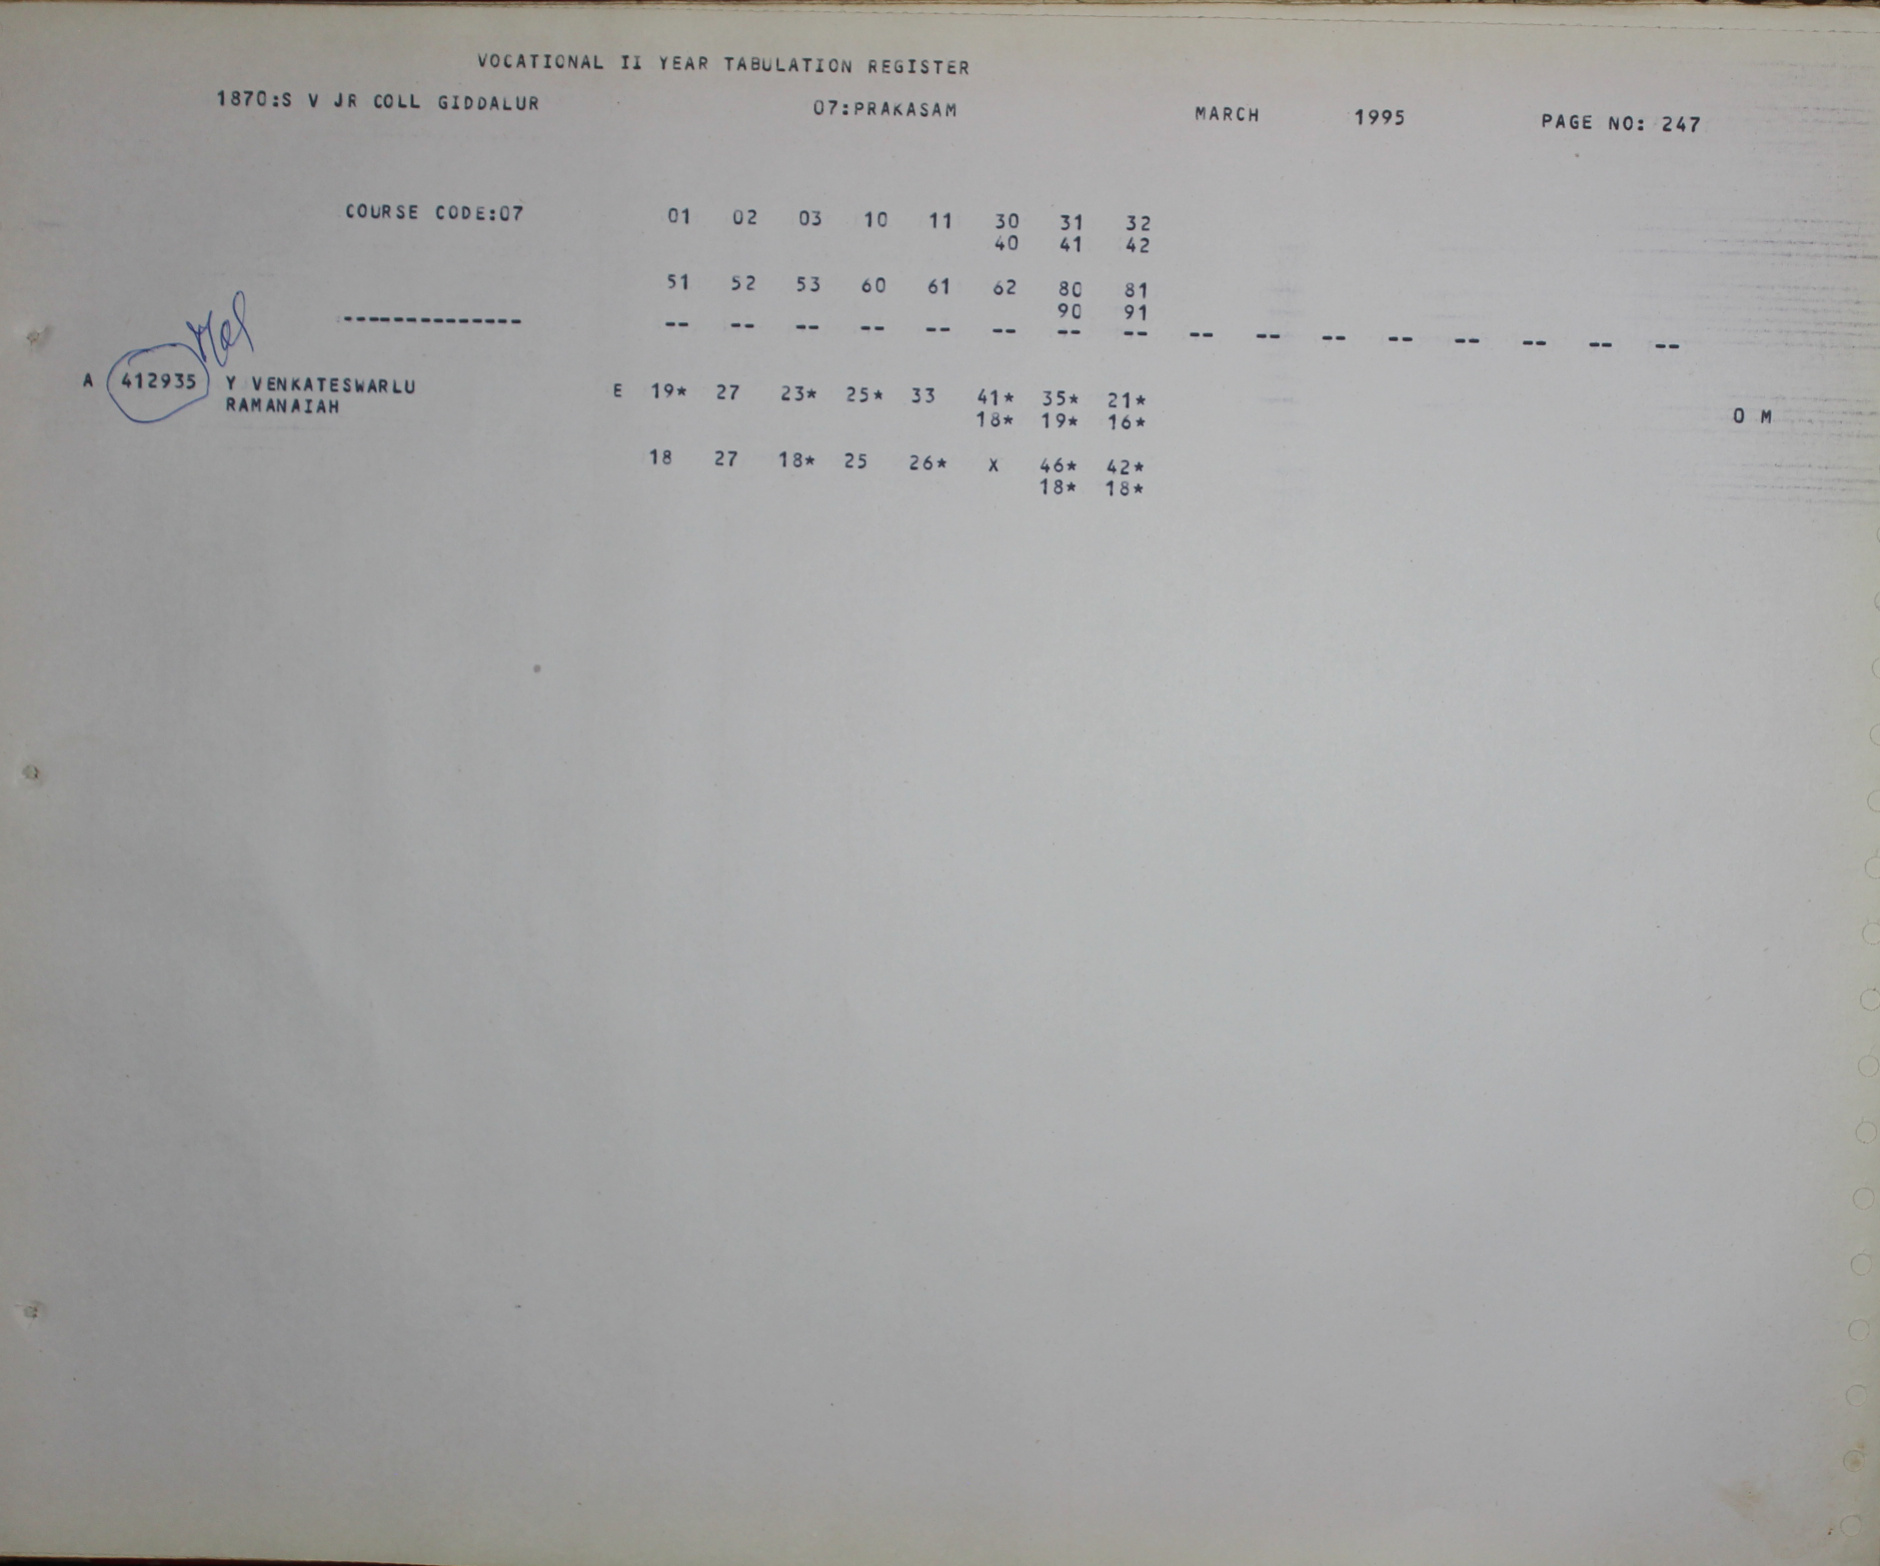 VOCATIONAL II YEAR TABULATION REGISTER
1870:S V JR COLL GIDDALUR 07:PRAKASAM MARCH 1995 PAGE NO: 247
COURSE CODE:07 01 02 03 10 11 30 31 32
40 41 42
51 52 53 60 61 62 80 81
90 91
-------------- -- -- -- -- -- -- -- -- -- -- -- -- -- -- -- --
A 412935 Y VENKATESWARLU E 19* 27 23* 25* 33 41* 35* 21*
RAMANAIAH 18* 19* 16* 0 M
18 27 18* 25 26* X 46* 42*
18* 18*